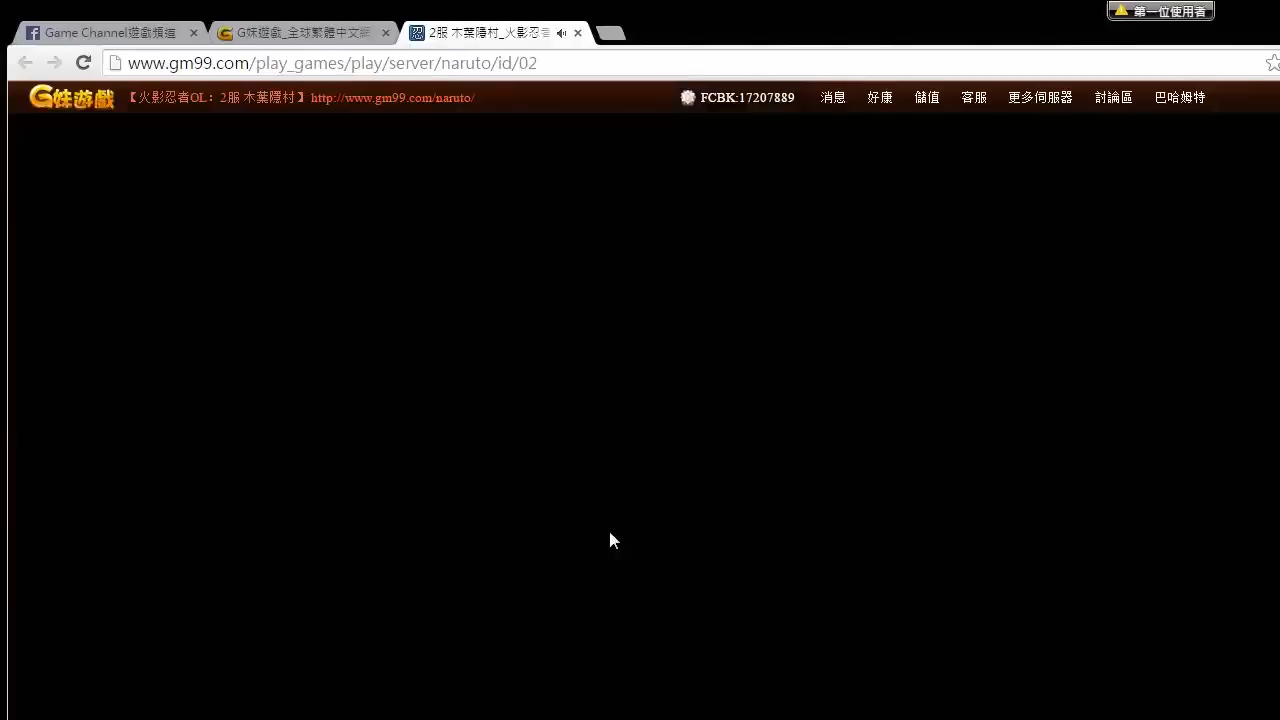 第一位使用者
Game Channel遊戲頻道
G妹遊戲_全球繁體中文網
2服 木葉隱村_火影忍者
www.gm99.com/play_games/play/server/naruto/id/02
G妹遊戲 【火影忍者OL：2服 木葉隱村】http://www.gm99.com/naruto/ FCBK:17207889 消息 好康 儲值 客服 更多伺服器 討論區 巴哈姆特